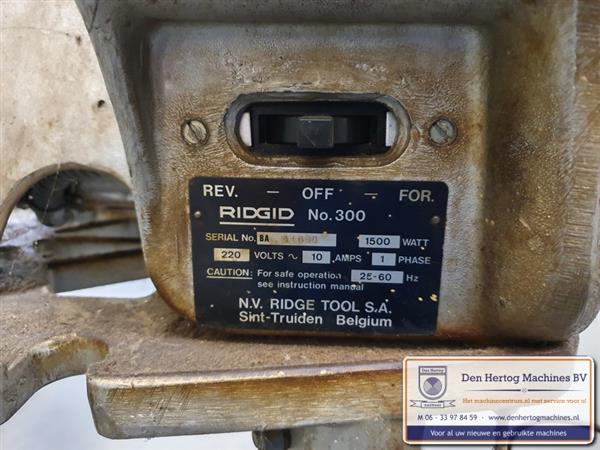 REV. — OFF — FOR.
RIDGID No. 300
SERIAL No. BA 1500 WATT
220 VOLTS ~ 10 AMPS 1 PHASE
CAUTION: For safe operation 25-60 Hz
see instruction manual
N.V. RIDGE TOOL S.A.
Sint-Truiden Belgium
Den Hertog Machines BV
Het machinecentrum.nl met service voor u!
M 06 - 33 97 84 59 - www.denhertogmachines.nl
Voor al uw nieuwe en gebruikte machines